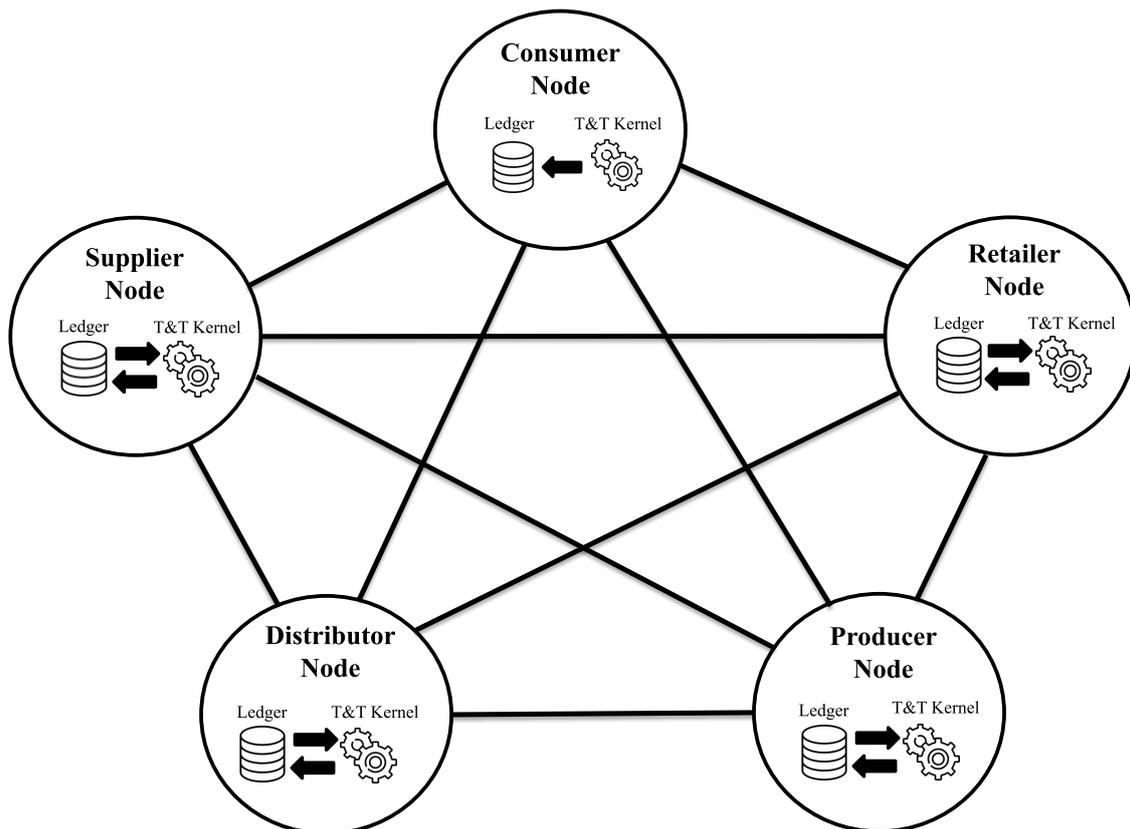 Consumer
Node
Ledger T&T Kernel
Supplier
Node
Ledger T&T Kernel
Retailer
Node
Ledger T&T Kernel
Distributor
Node
Ledger T&T Kernel
Producer
Node
Ledger T&T Kernel